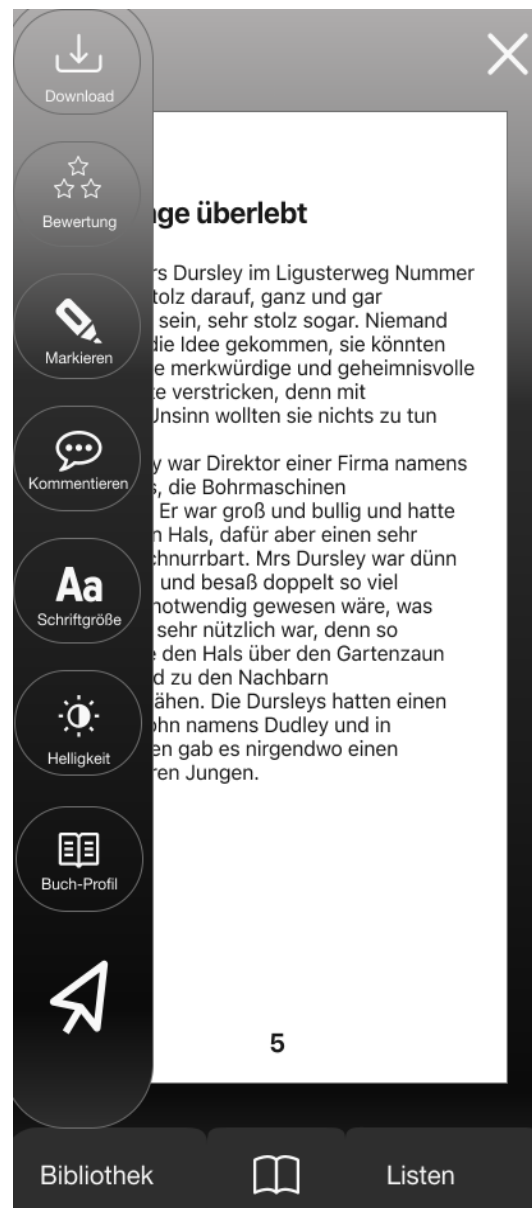 Download
Bewertung
Markieren
Kommentieren
Aa
Schriftgröße
Helligkeit
Buch-Profil
nge überlebt
rs Dursley im Ligusterweg Nummer
tolz darauf, ganz und gar
sein, sehr stolz sogar. Niemand
die Idee gekommen, sie könnten
e merkwürdige und geheimnisvolle
te verstricken, denn mit
Unsinn wollten sie nichts zu tun
y war Direktor einer Firma namens
s, die Bohrmaschinen
Er war groß und bullig und hatte
n Hals, dafür aber einen sehr
chnurrbart. Mrs Dursley war dünn
und besaß doppelt so viel
notwendig gewesen wäre, was
sehr nützlich war, denn so
e den Hals über den Gartenzaun
d zu den Nachbarn
ähen. Die Dursleys hatten einen
ohn namens Dudley und in
en gab es nirgendwo einen
ren Jungen.
5
Bibliothek
Listen